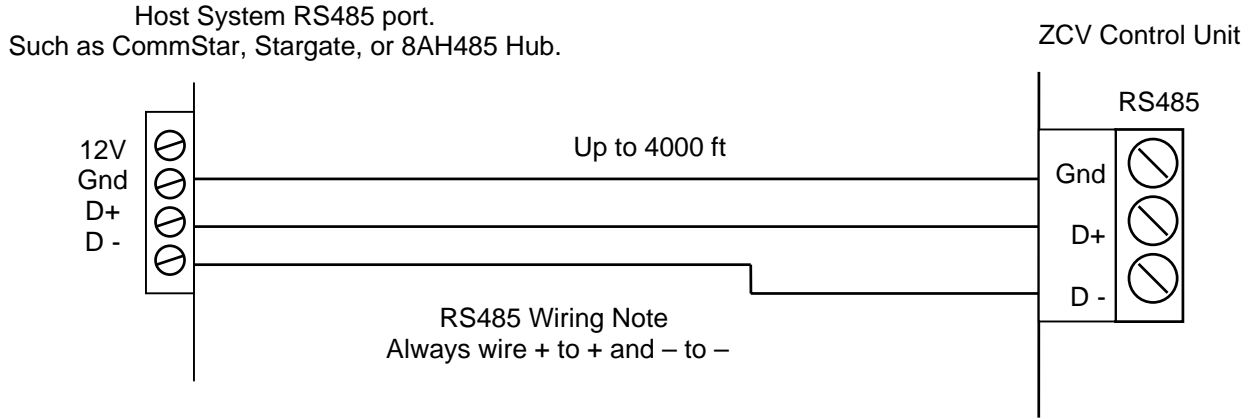 Host System RS485 port.
Such as CommStar, Stargate, or 8AH485 Hub.
ZCV Control Unit
RS485
12V
Gnd
D+
D -
Up to 4000 ft
Gnd
D+
D -
RS485 Wiring Note
Always wire + to + and – to –